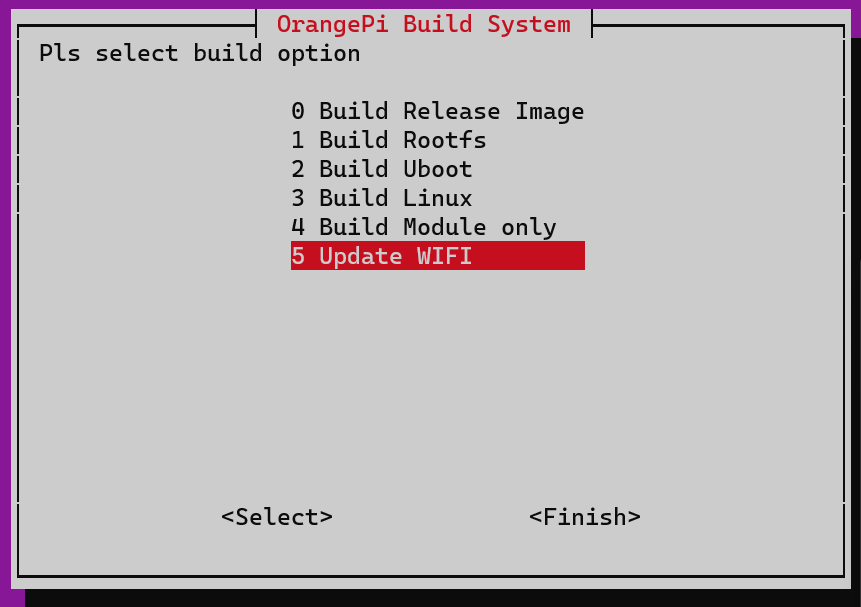 OrangePi Build System
Pls select build option
0 Build Release Image
1 Build Rootfs
2 Build Uboot
3 Build Linux
4 Build Module only
5 Update WIFI
<Select> <Finish>